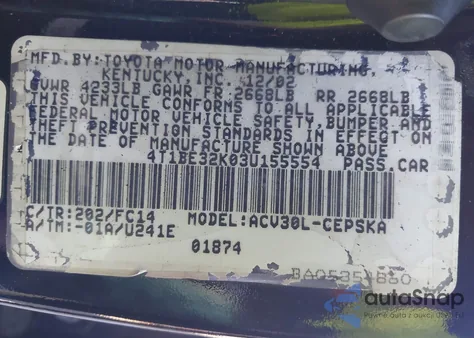 MFD.BY:TOYOTA MOTOR MANUFACTURING,
KENTUCKY, INC. 12/02
GVWR 4233LB GAWR FR 2668LB RR 2668LB
THIS VEHICLE CONFORMS TO ALL APPLICABLE
FEDERAL MOTOR VEHICLE SAFETY, BUMPER, AND
THEFT PREVENTION STANDARDS IN EFFECT ON
THE DATE OF MANUFACTURE SHOWN ABOVE
4T1BE32K03U155554 PASS.CAR
C/TR:202/FC14 MODEL:ACV30L-CEPSKA
A/TM:-01A/U241E
01874
autaSnap